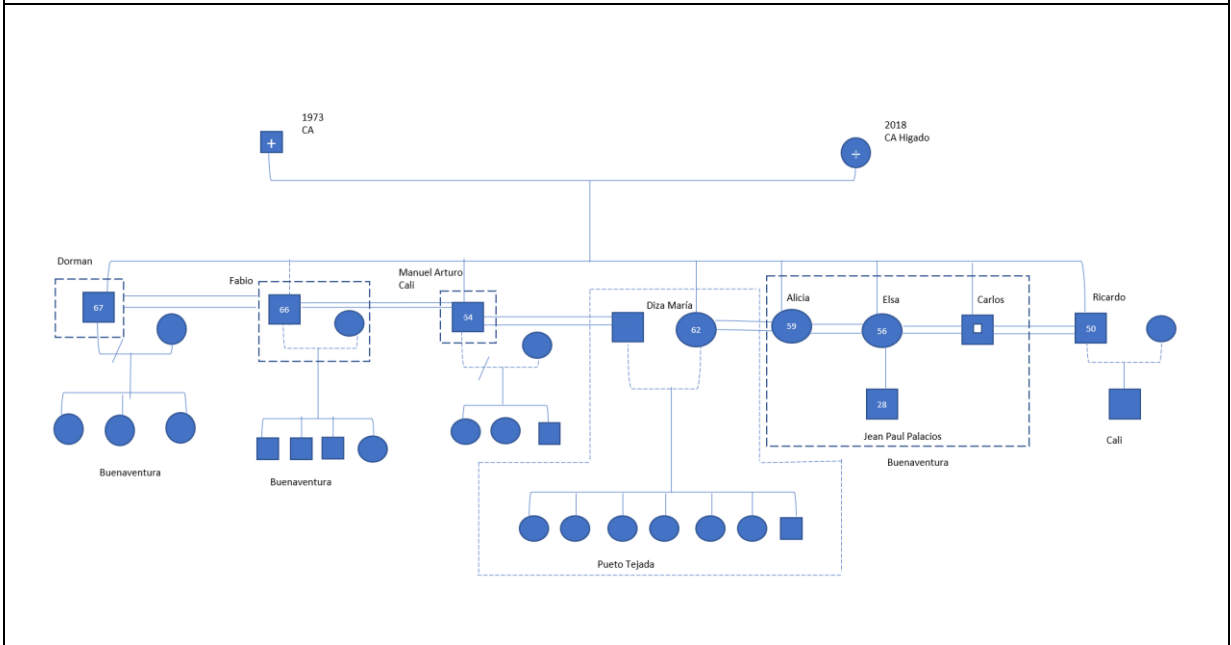 1973
CA
+
2018
CA Higado
÷
Dorman
Fabio
Manuel Arturo
Cali
Diza María
Alicia
Elsa
Carlos
Ricardo
67
66
64
62
59
56
50
28
Jean Paul Palacios
Cali
Buenaventura
Buenaventura
Buenaventura
Pueto Tejada